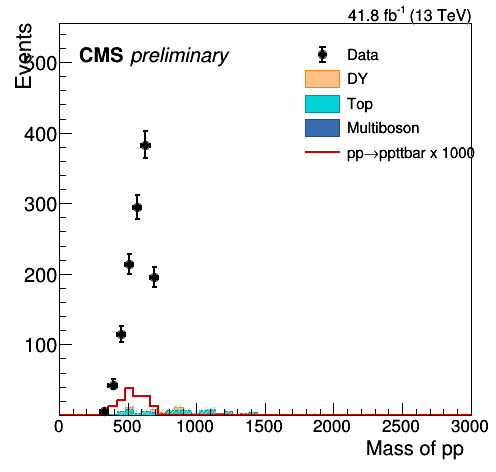 41.8 fb⁻¹ (13 TeV)
Events
CMS preliminary
Data
DY
Top
Multiboson
pp→ppttbar x 1000
500
400
300
200
100
0 500 1000 1500 2000 2500 3000
Mass of pp